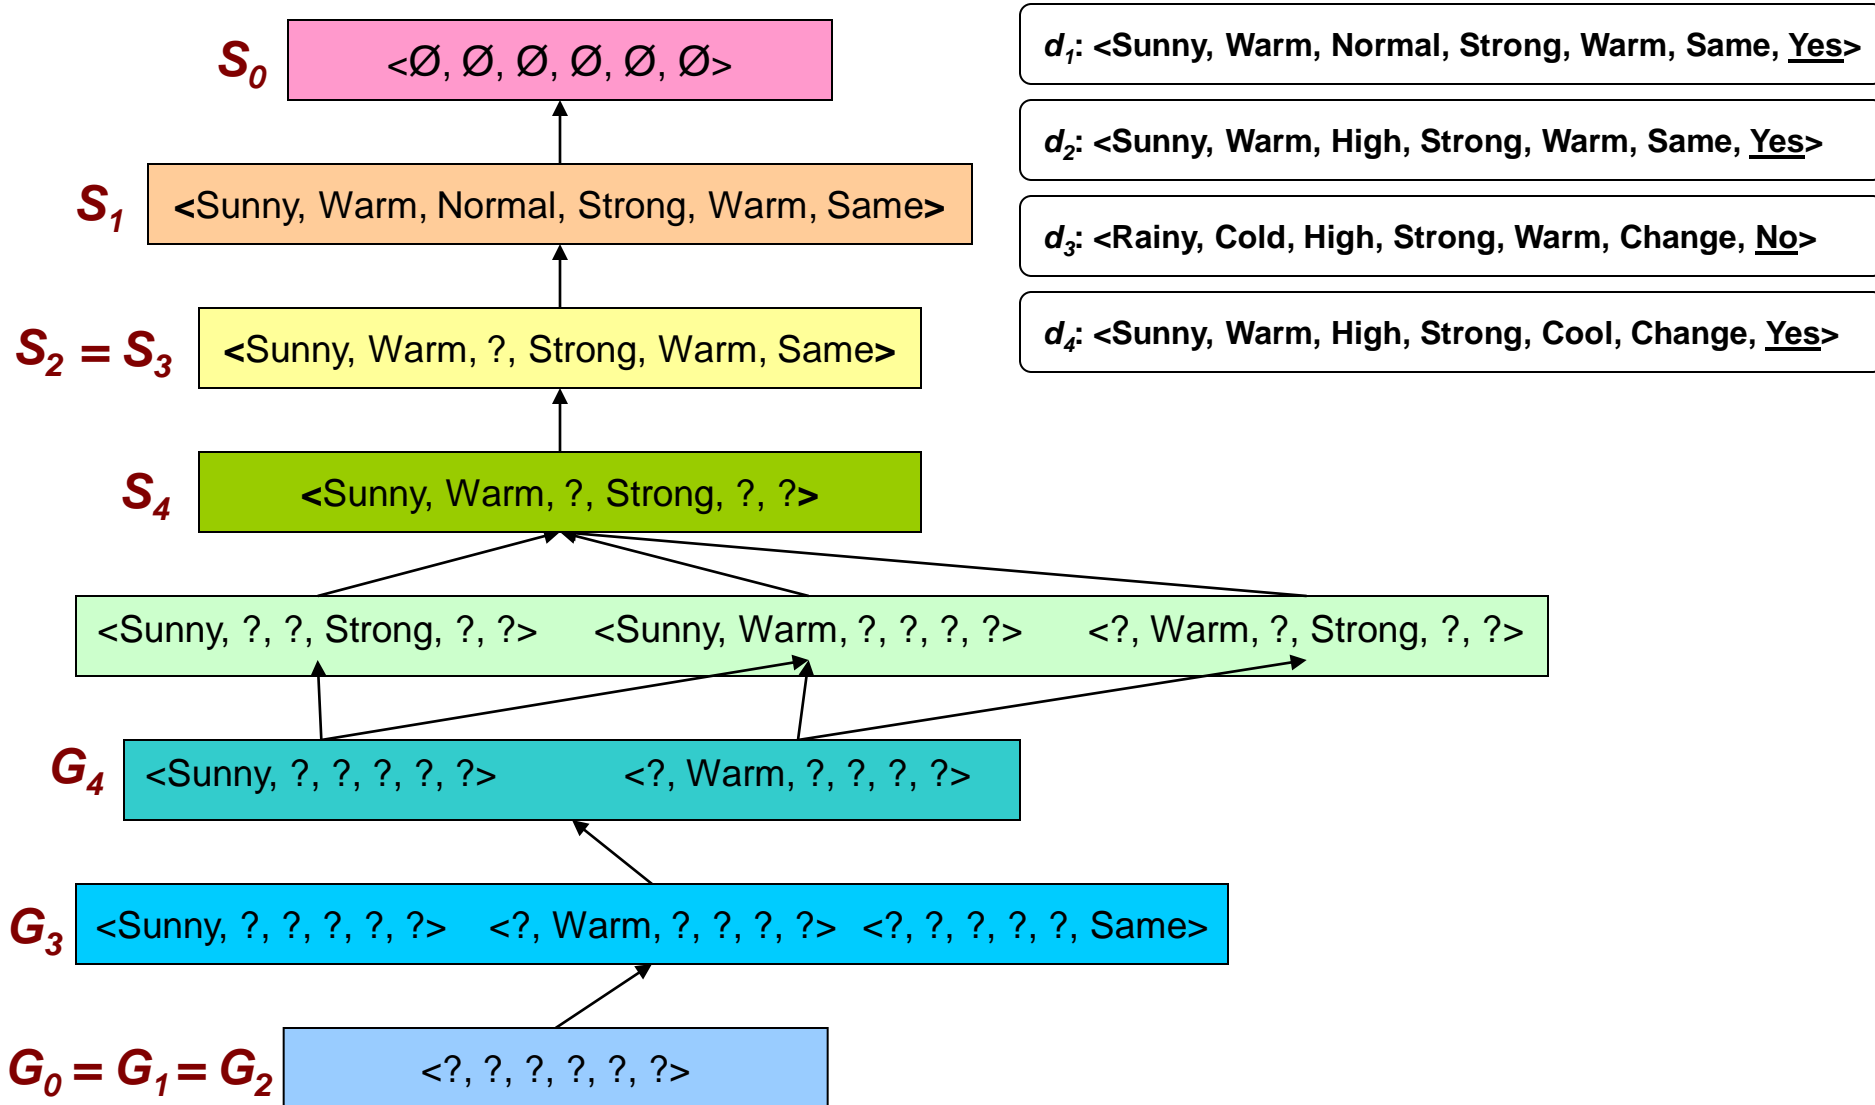 S0 <Ø, Ø, Ø, Ø, Ø, Ø>
d1: <Sunny, Warm, Normal, Strong, Warm, Same, Yes>
d2: <Sunny, Warm, High, Strong, Warm, Same, Yes>
S1 <Sunny, Warm, Normal, Strong, Warm, Same>
d3: <Rainy, Cold, High, Strong, Warm, Change, No>
S2 = S3 <Sunny, Warm, ?, Strong, Warm, Same>
d4: <Sunny, Warm, High, Strong, Cool, Change, Yes>
S4 <Sunny, Warm, ?, Strong, ?, ?>
<Sunny, ?, ?, Strong, ?, ?> <Sunny, Warm, ?, ?, ?, ?> <?, Warm, ?, Strong, ?, ?>
G4 <Sunny, ?, ?, ?, ?, ?> <?, Warm, ?, ?, ?, ?>
G3 <Sunny, ?, ?, ?, ?, ?> <?, Warm, ?, ?, ?, ?> <?, ?, ?, ?, ?, Same>
G0 = G1 = G2 <?, ?, ?, ?, ?, ?>